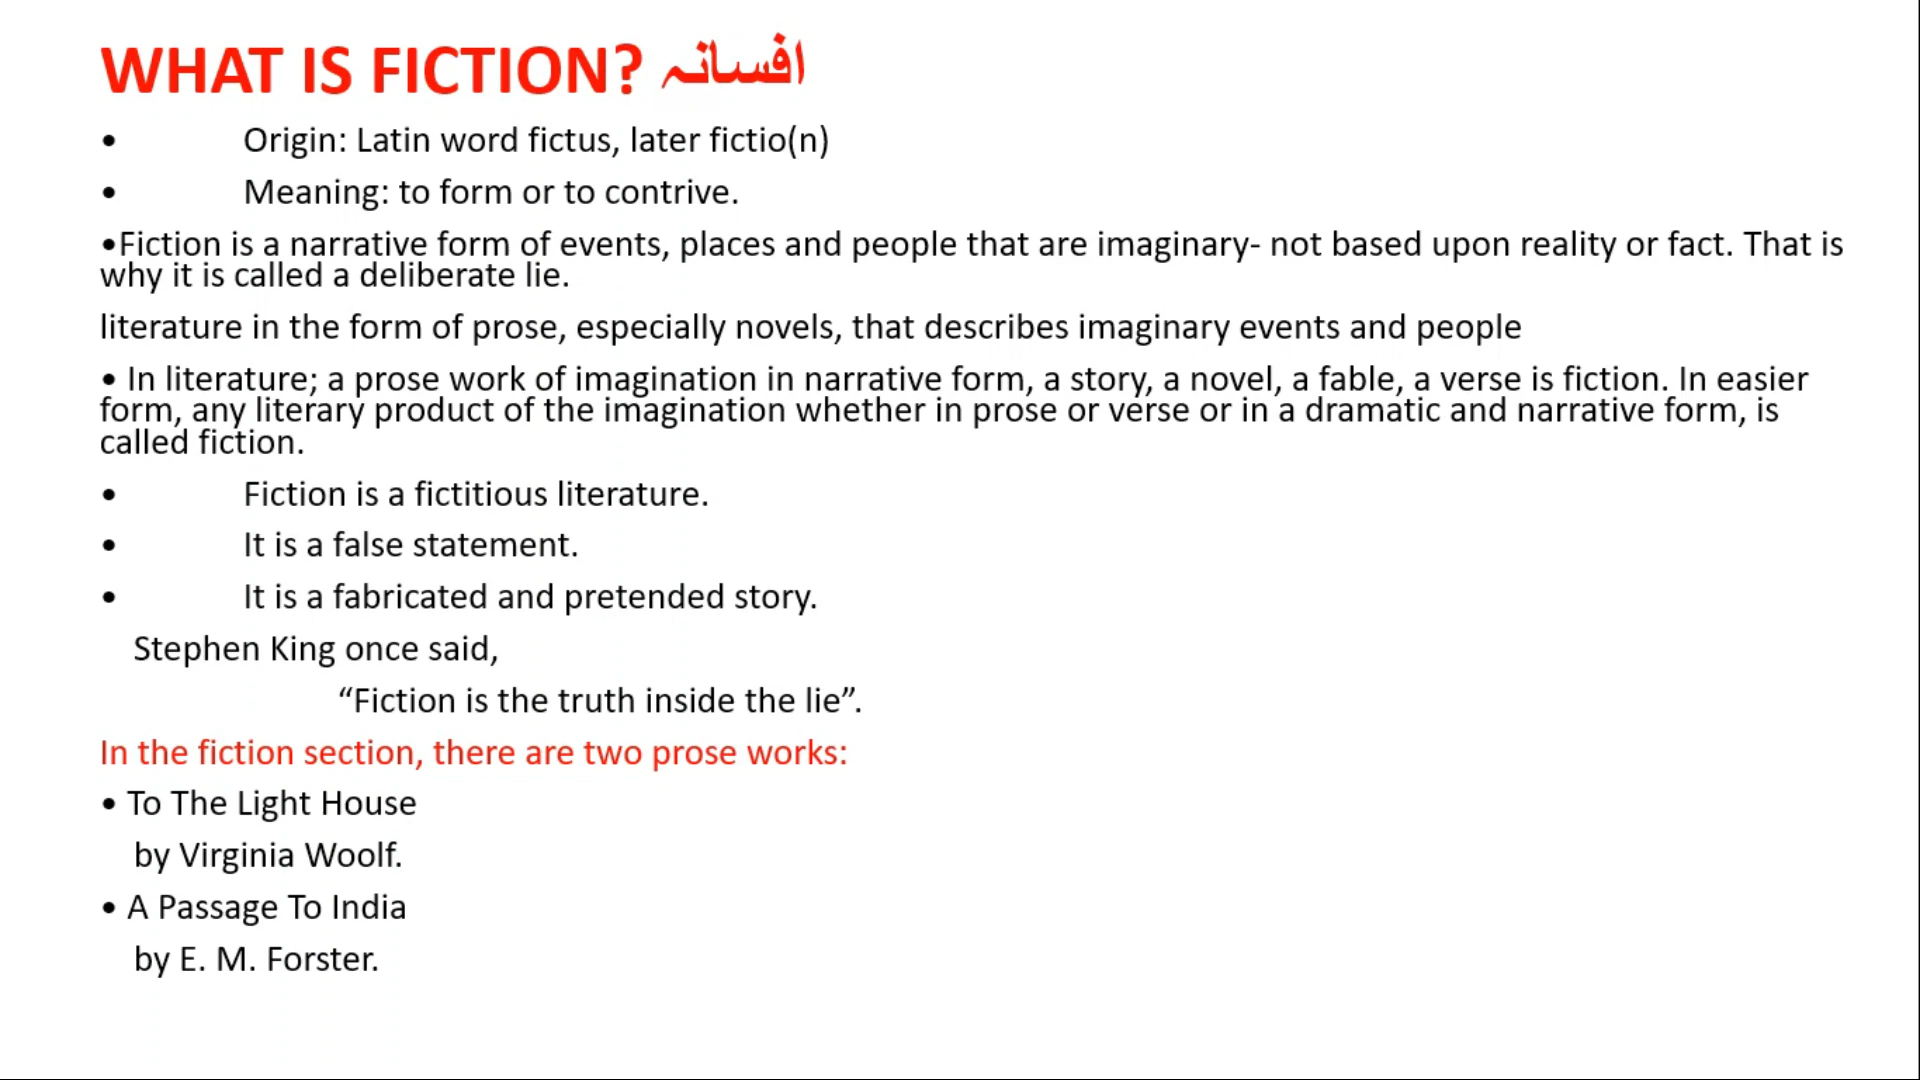 WHAT IS FICTION? افسانہ
• Origin: Latin word fictus, later fictio(n)
• Meaning: to form or to contrive.
•Fiction is a narrative form of events, places and people that are imaginary- not based upon reality or fact. That is
why it is called a deliberate lie.
literature in the form of prose, especially novels, that describes imaginary events and people
• In literature; a prose work of imagination in narrative form, a story, a novel, a fable, a verse is fiction. In easier
form, any literary product of the imagination whether in prose or verse or in a dramatic and narrative form, is
called fiction.
• Fiction is a fictitious literature.
• It is a false statement.
• It is a fabricated and pretended story.
Stephen King once said,
“Fiction is the truth inside the lie”.
In the fiction section, there are two prose works:
• To The Light House
by Virginia Woolf.
• A Passage To India
by E. M. Forster.